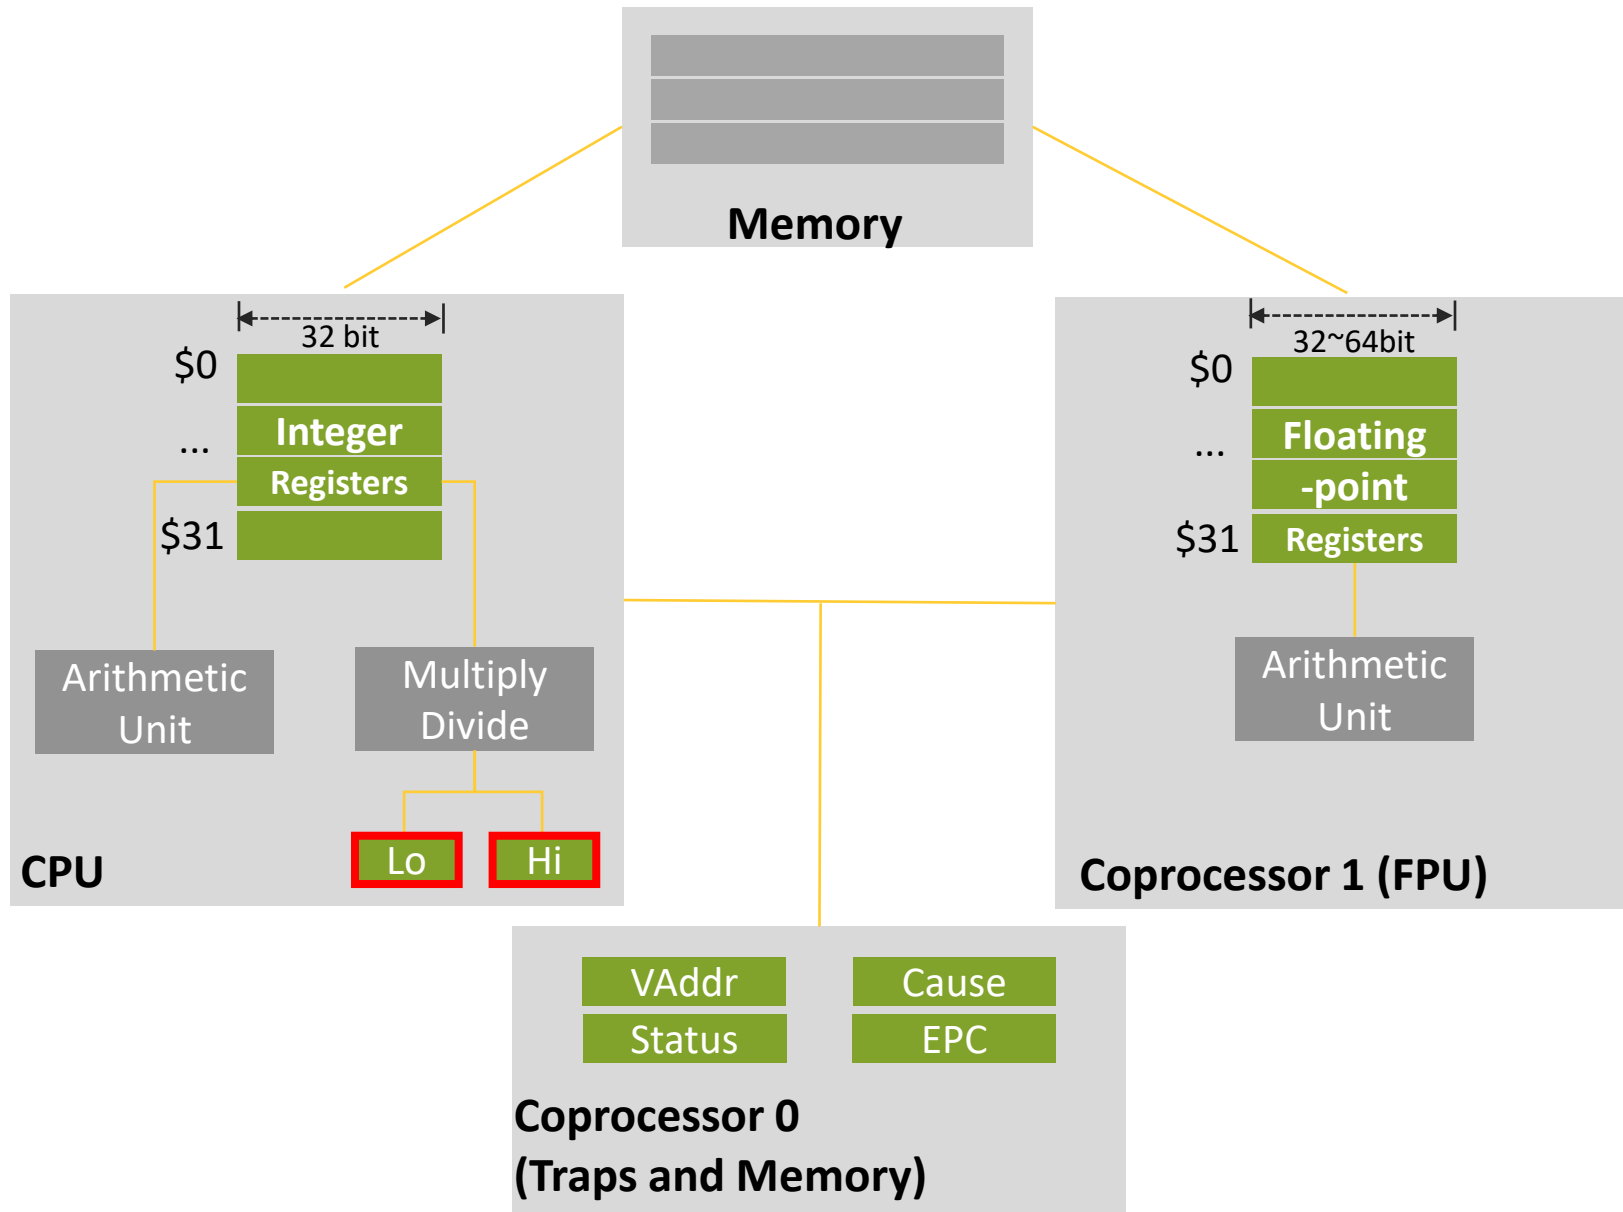 Memory
32 bit
$0
Integer
...
Registers
$31
Arithmetic
Unit
Multiply
Divide
Lo
Hi
CPU
32~64bit
$0
Floating
...
-point
$31
Registers
Arithmetic
Unit
Coprocessor 1 (FPU)
VAddr
Cause
Status
EPC
Coprocessor 0
(Traps and Memory)